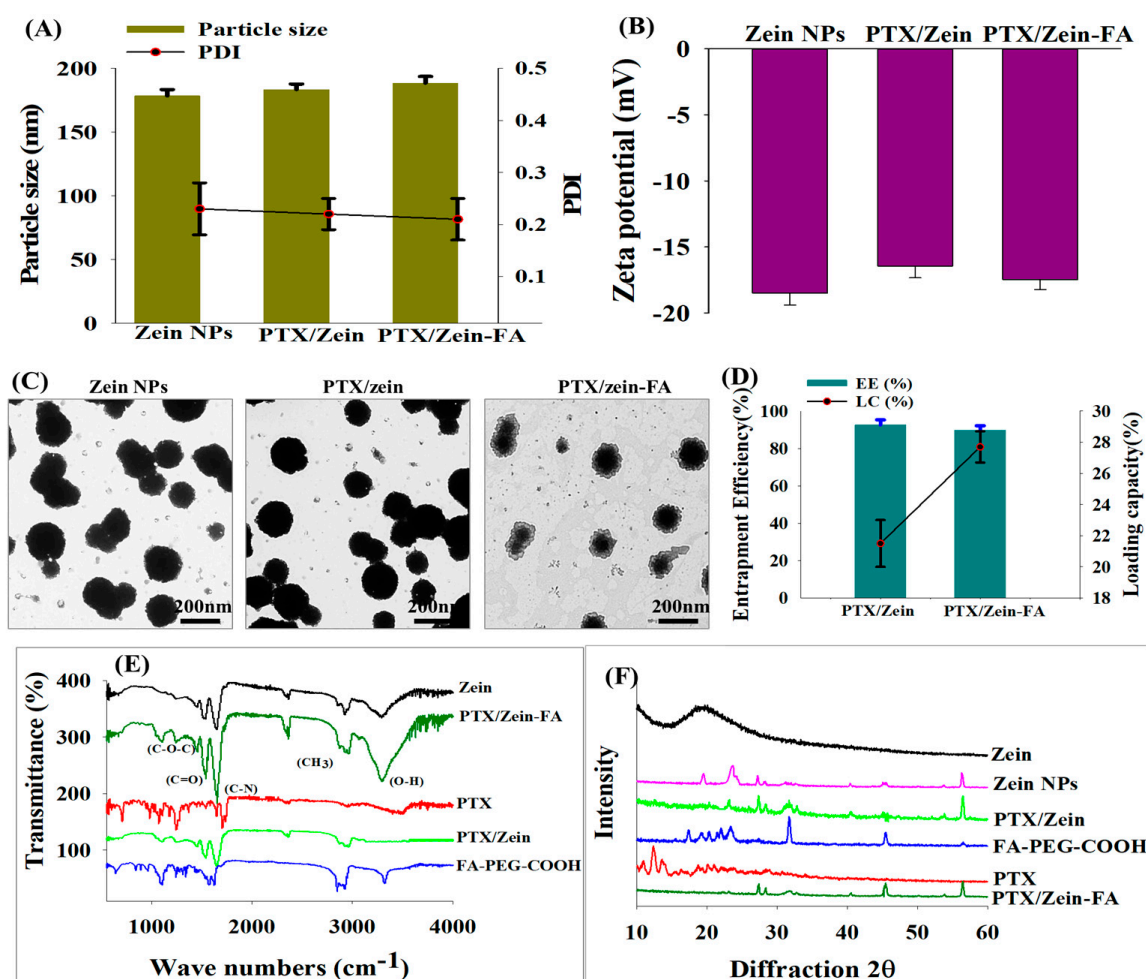 (A)
Particle size
PDI
200
150
100
50
0
Particle size (nm)
0.5
0.4
0.3
0.2
0.1
PDI
Zein NPs
PTX/Zein
PTX/Zein-FA
(B)
Zein NPs
PTX/Zein
PTX/Zein-FA
0
-5
-10
-15
-20
Zeta potential (mV)
(C)
Zein NPs
PTX/zein
PTX/zein-FA
200nm
200nm
200nm
(D)
EE (%)
LC (%)
100
80
60
40
20
0
Entrapment Efficiency(%)
30
28
26
24
22
20
18
Loading capacity(%)
PTX/Zein
PTX/Zein-FA
(E)
400
300
200
100
Transmittance (%)
Zein
PTX/Zein-FA
(C-O-C)
(C=O)
(C-N)
(CH3)
(O-H)
PTX
PTX/Zein
FA-PEG-COOH
1000
2000
3000
4000
Wave numbers (cm-1)
(F)
Intensity
Zein
Zein NPs
PTX/Zein
FA-PEG-COOH
PTX
PTX/Zein-FA
10
20
30
40
50
60
Diffraction 2θ